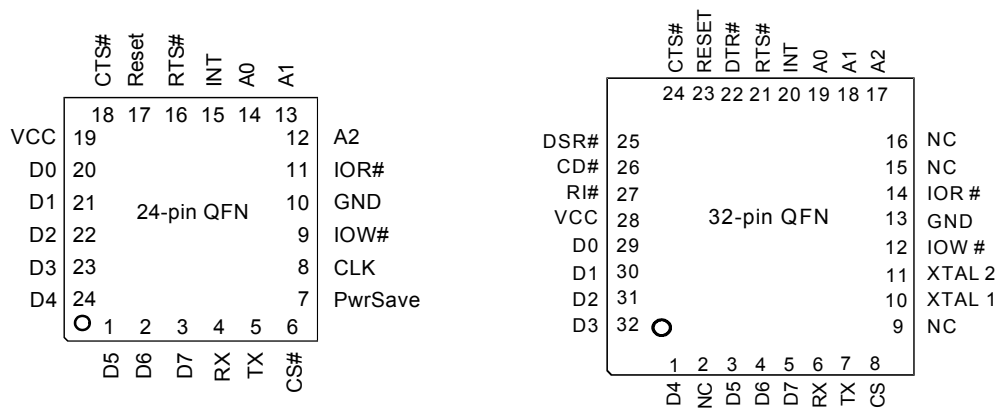 CTS# Reset RTS# INT A0 A1
18 17 16 15 14 13
VCC 19 12 A2
D0 20 11 IOR#
D1 21 10 GND
24-pin QFN
D2 22 9 IOW#
D3 23 8 CLK
D4 24 7 PwrSave
1 2 3 4 5 6
D5 D6 D7 RX TX CS#
CTS# RESET DTR# RTS# INT A0 A1 A2
24 23 22 21 20 19 18 17
DSR# 25 16 NC
CD# 26 15 NC
RI# 27 14 IOR #
VCC 28 13 GND
32-pin QFN
D0 29 12 IOW #
D1 30 11 XTAL 2
D2 31 10 XTAL 1
D3 32 9 NC
1 2 3 4 5 6 7 8
D4 NC D5 D6 D7 RX TX CS